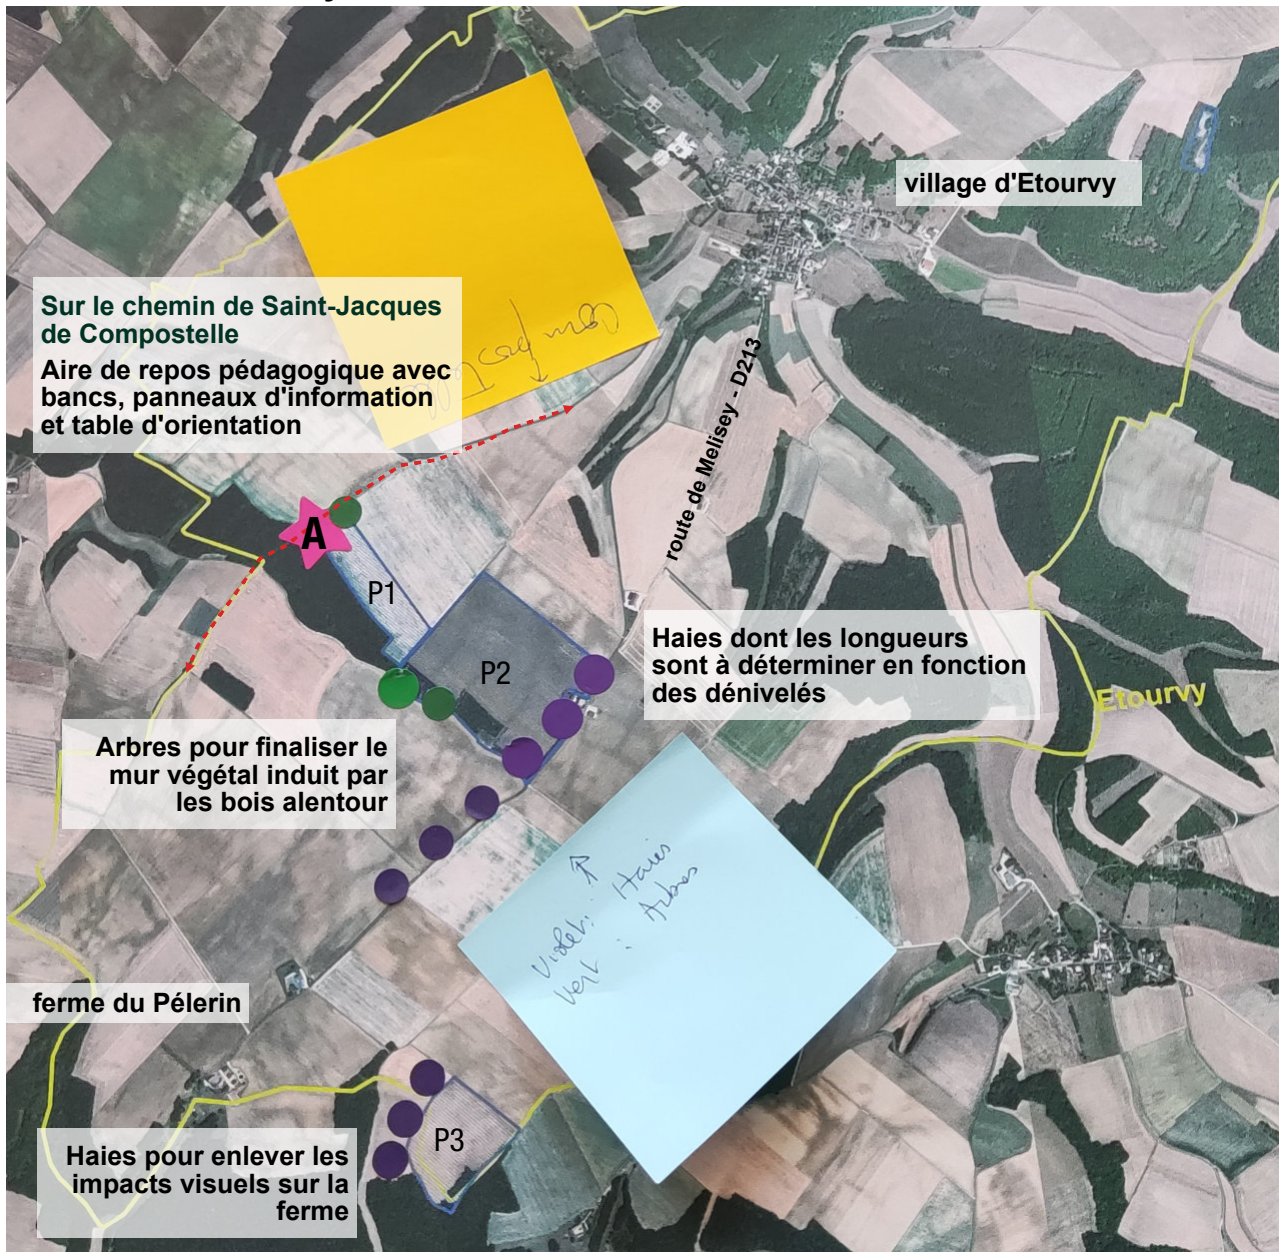 village d'Etourvy
Sur le chemin de Saint-Jacques
de Compostelle
Aire de repos pédagogique avec
bancs, panneaux d'information
et table d'orientation
route de Melisey - D213
A
P1
P2
Haies dont les longueurs
sont à déterminer en fonction
des dénivelés
Etourvy
Arbres pour finaliser le
mur végétal induit par
les bois alentour
Violet : Haies
Vert : Arbres
ferme du Pélerin
P3
Haies pour enlever les
impacts visuels sur la
ferme